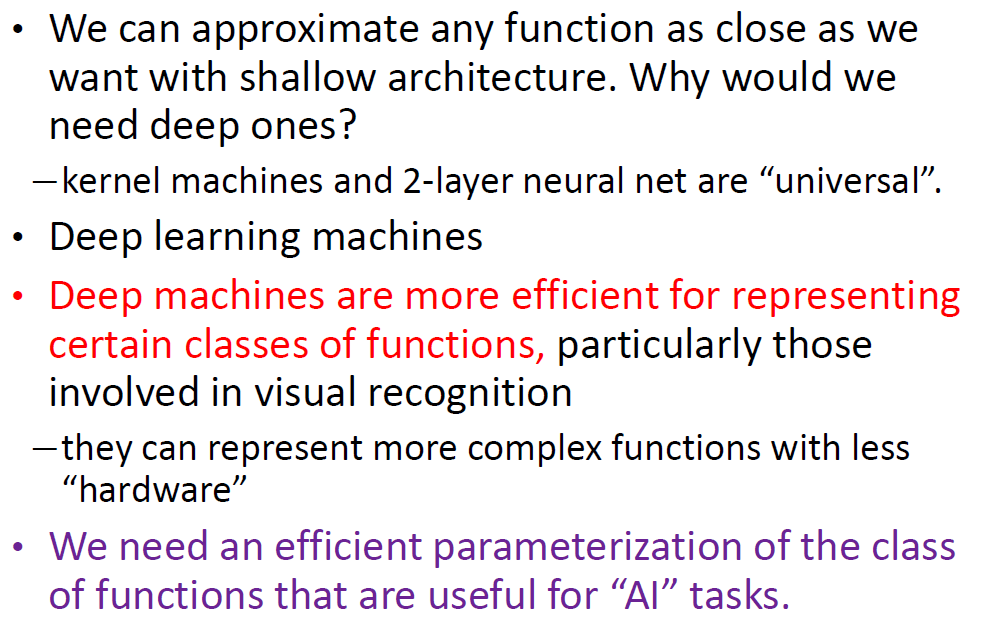 • We can approximate any function as close as we
want with shallow architecture. Why would we
need deep ones?
–kernel machines and 2-layer neural net are “universal”.
• Deep learning machines
• Deep machines are more efficient for representing
certain classes of functions, particularly those
involved in visual recognition
–they can represent more complex functions with less
“hardware”
• We need an efficient parameterization of the class
of functions that are useful for “AI” tasks.